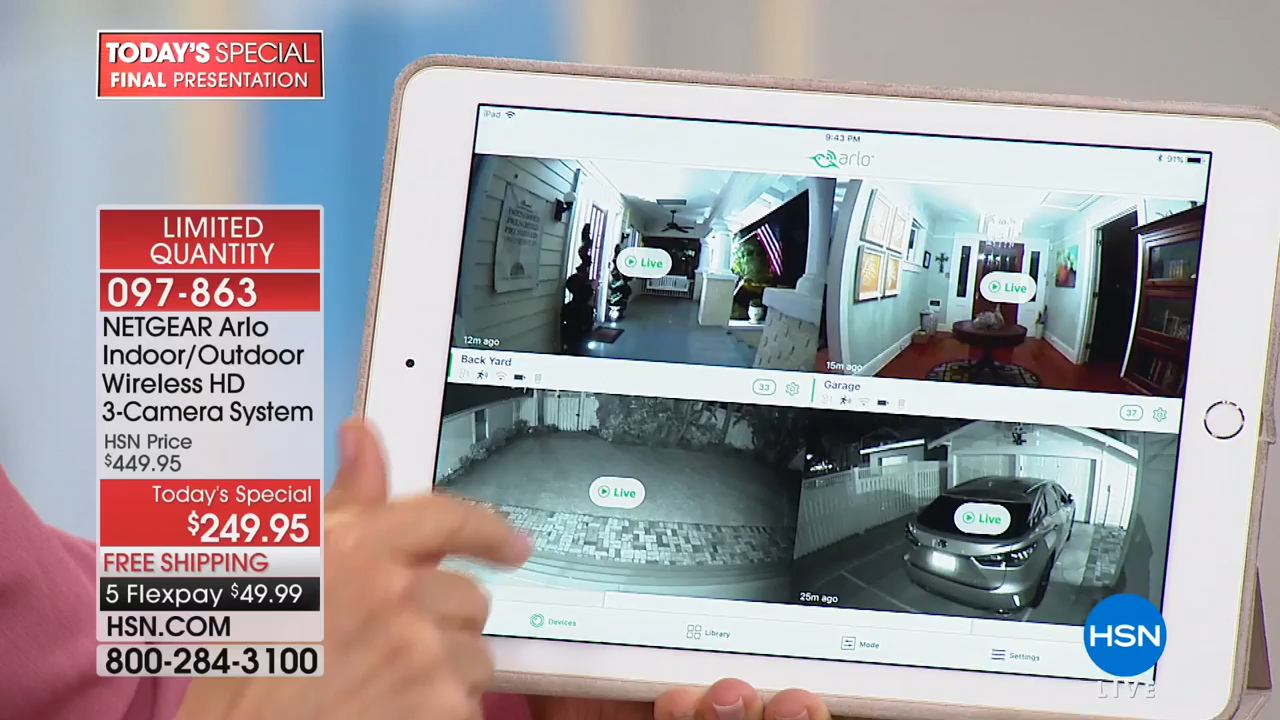 TODAY'S SPECIAL
FINAL PRESENTATION
LIMITED
QUANTITY
097-863
NETGEAR Arlo
Indoor/Outdoor
Wireless HD
3-Camera System
HSN Price
$449.95
Today's Special
$249.95
FREE SHIPPING
5 Flexpay $49.99
HSN.COM
800-284-3100
iPad
9:43 PM
91%
arlo
Live
Live
12m ago
15m ago
Back Yard
33
Garage
37
Live
Live
25m ago
Devices
Library
Mode
Settings
HSN
LIVE